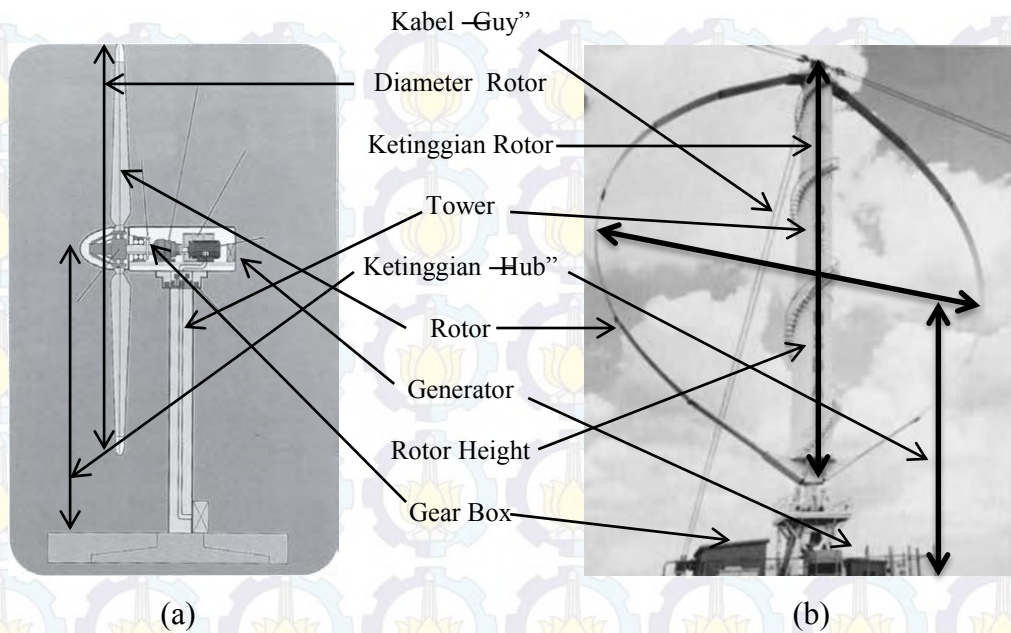 Kabel ―Guy”
Diameter Rotor
Ketinggian Rotor
Tower
Ketinggian ―Hub”
Rotor
Generator
Rotor Height
Gear Box
(a)
(b)